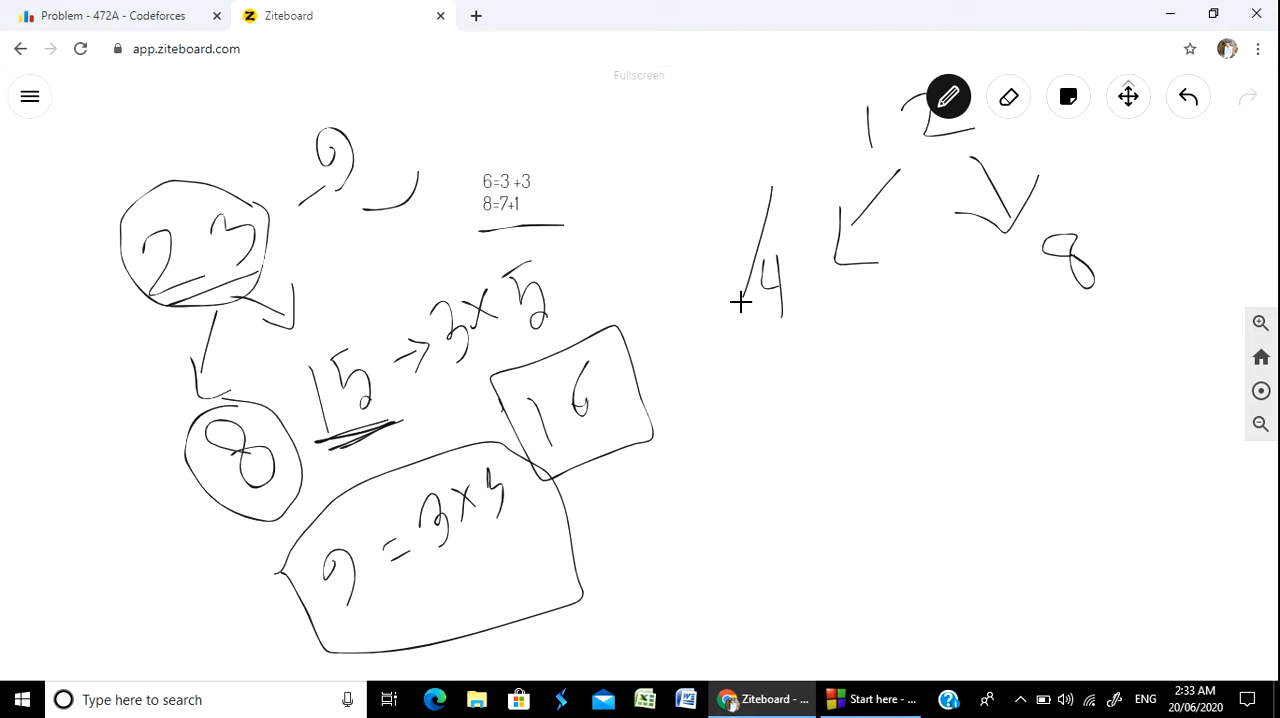 Problem - 472A - Codeforces
Ziteboard
app.ziteboard.com
Fullscreen
12
4
8
9
6=3+3
8=7+1
23
15 → 3 x 5
16
8
9 = 3 x 3
Type here to search
Ziteboard - ...
Start here - ...
ENG
2:33 AM
20/06/2020